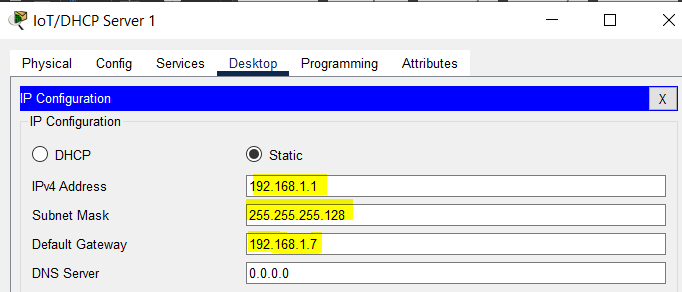 IoT/DHCP Server 1
Physical Config Services Desktop Programming Attributes
IP Configuration X
IP Configuration
DHCP Static
IPv4 Address 192.168.1.1
Subnet Mask 255.255.255.128
Default Gateway 192.168.1.7
DNS Server 0.0.0.0